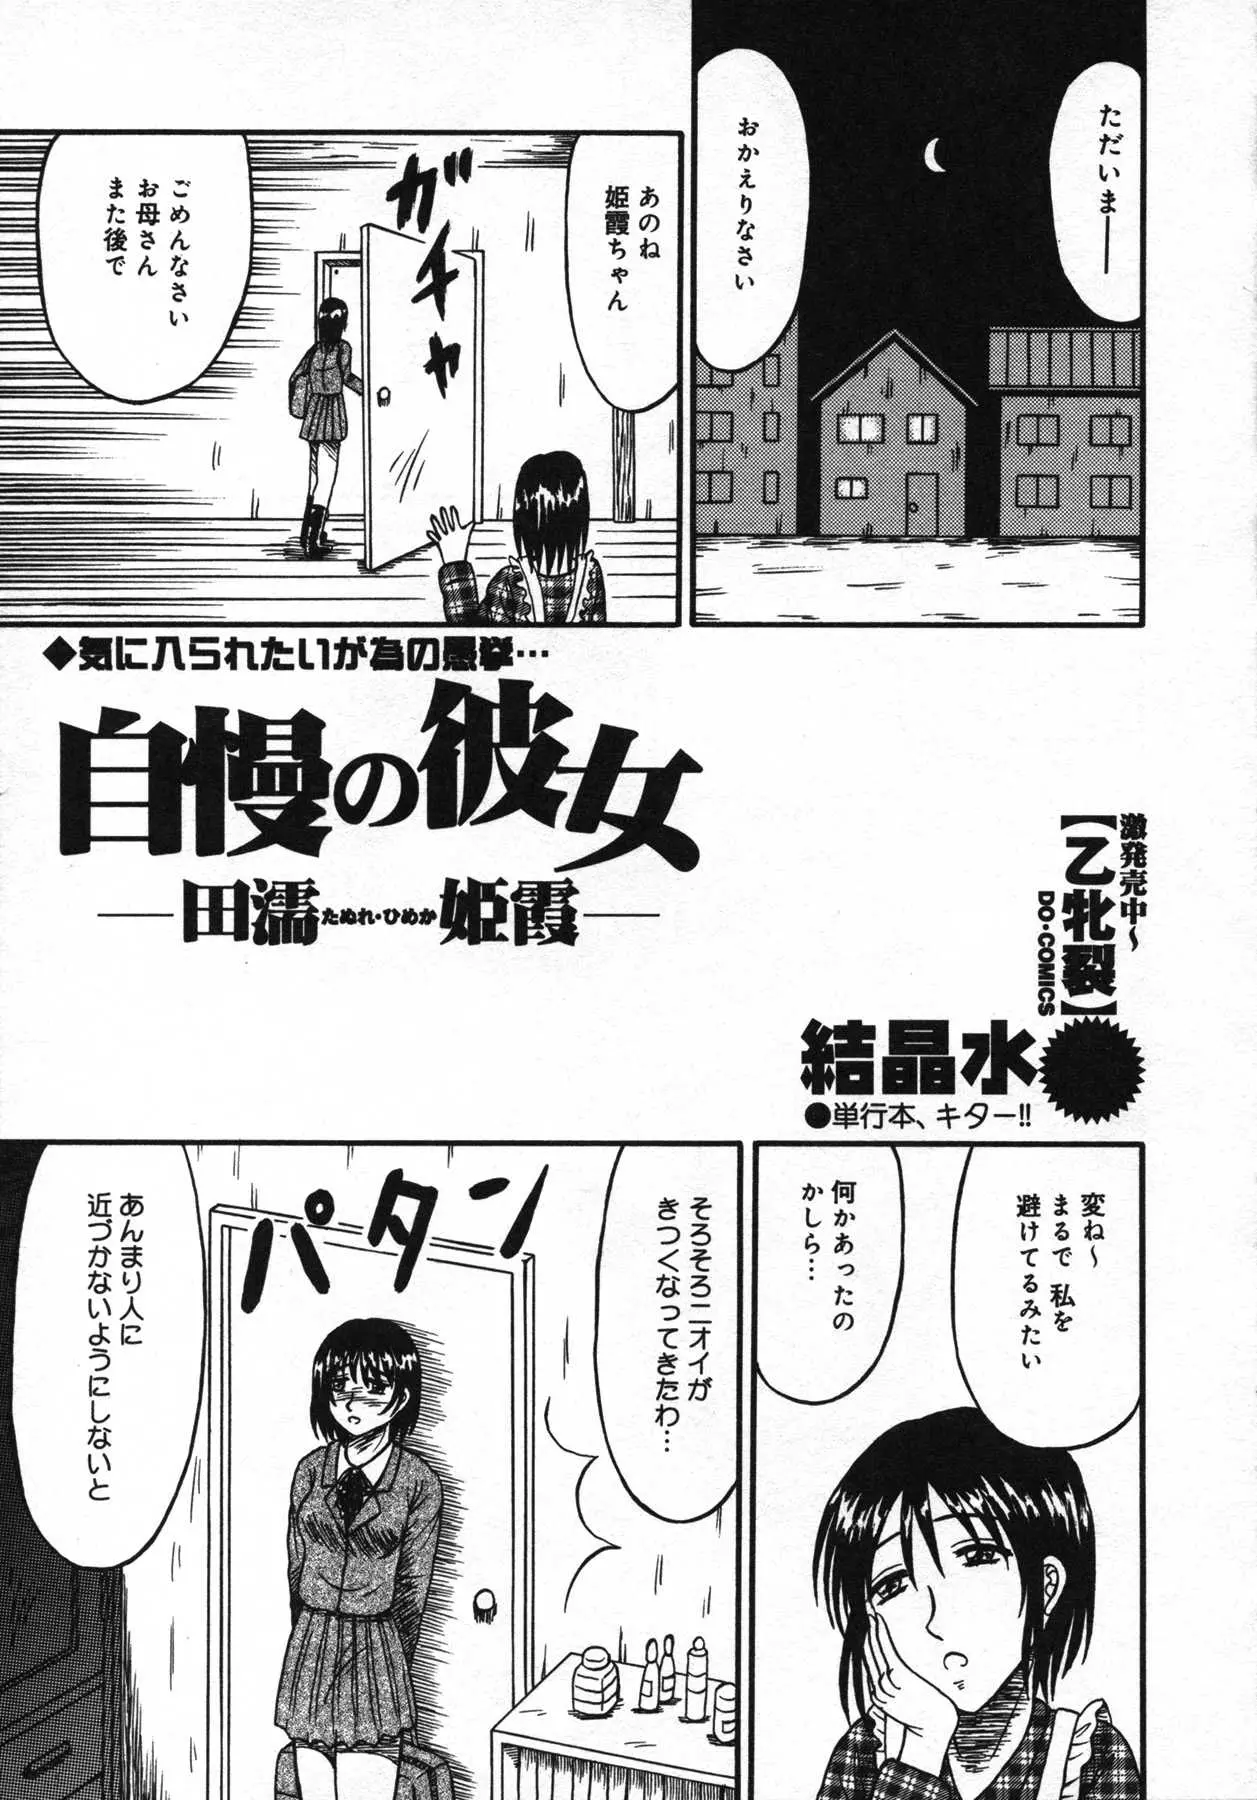 ただいま──
おかえりなさい
あのね
姫霞ちゃん
ガチャ
ごめんなさい
お母さん
また後で
◆気に入られたいが為の愚挙…
自慢の彼女
―田濡 たぬれ・ひめか 姫霞―
激発売中〜
【乙牝裂】
DO・COMICS
結晶水
●単行本、キター!!
変ね〜
まるで 私を
避けてるみたい
何かあったの
かしら…
そろそろニオイが
きつくなってきたわ…
パタン
あんまり人に
近づかないようにしないと